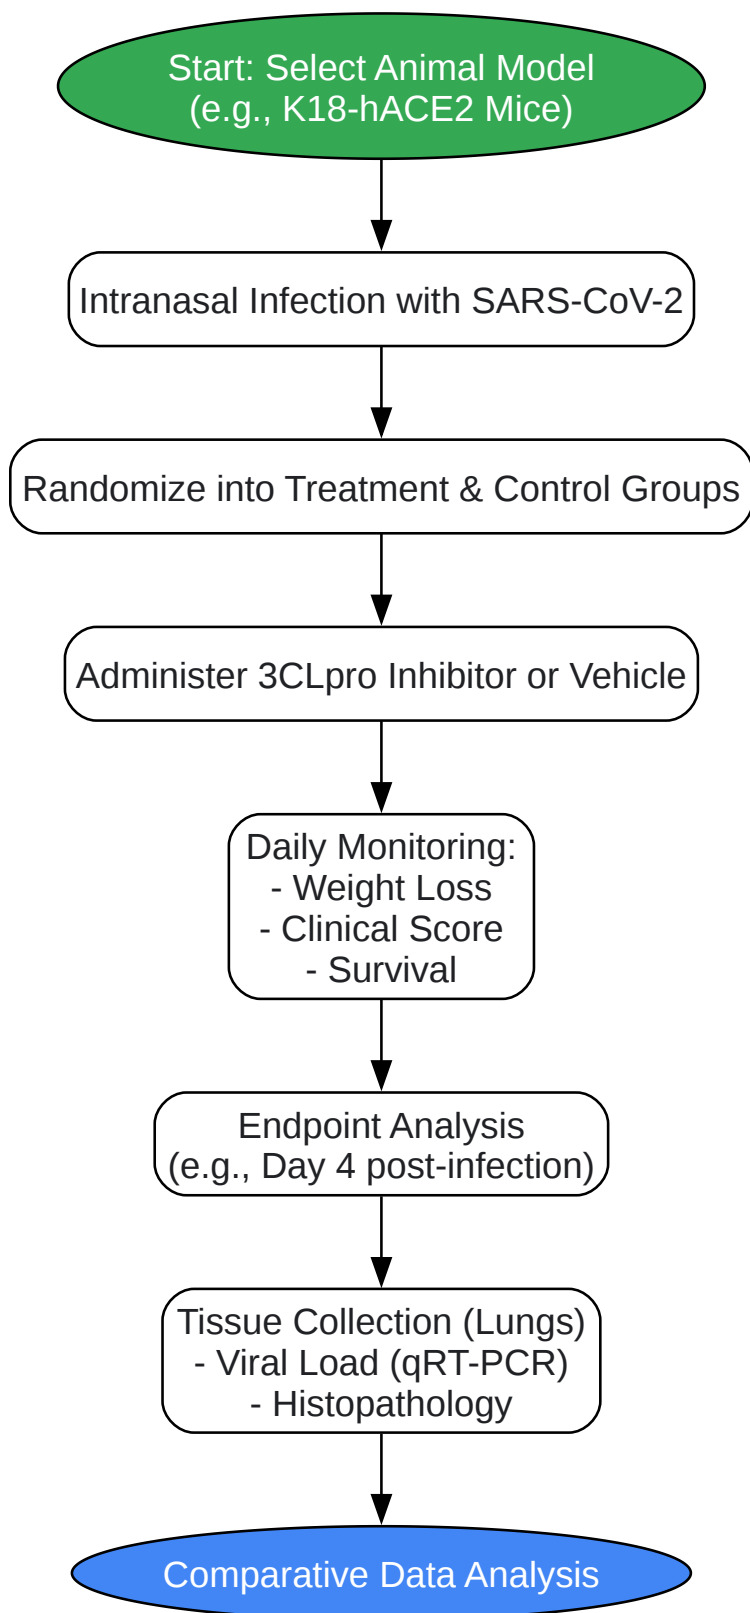 Start: Select Animal Model
(e.g., K18-hACE2 Mice)
Intranasal Infection with SARS-CoV-2
Randomize into Treatment & Control Groups
Administer 3CLpro Inhibitor or Vehicle
Daily Monitoring:
- Weight Loss
- Clinical Score
- Survival
Endpoint Analysis
(e.g., Day 4 post-infection)
Tissue Collection (Lungs)
- Viral Load (qRT-PCR)
- Histopathology
Comparative Data Analysis